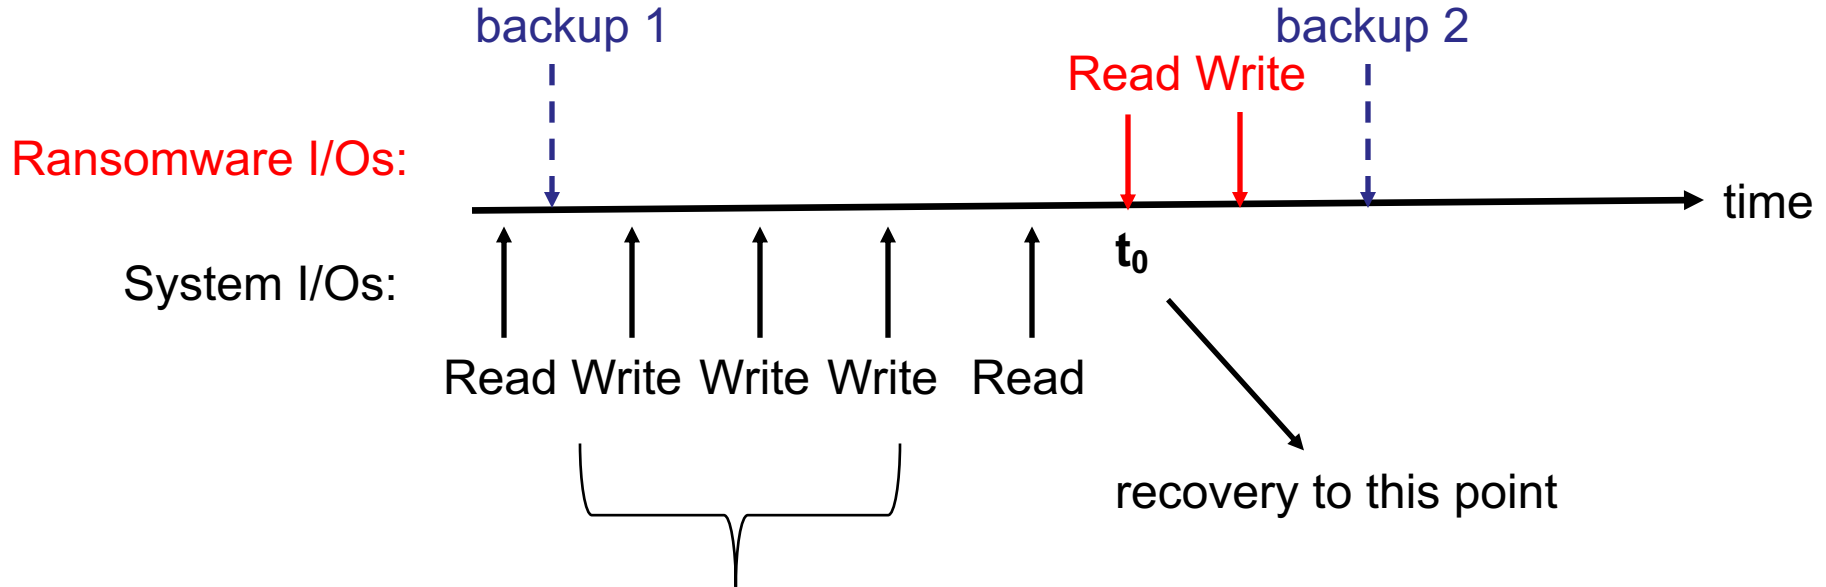 backup 1
backup 2
Read Write
Ransomware I/Os:
time
t₀
System I/Os:
Read Write Write Write Read
recovery to this point